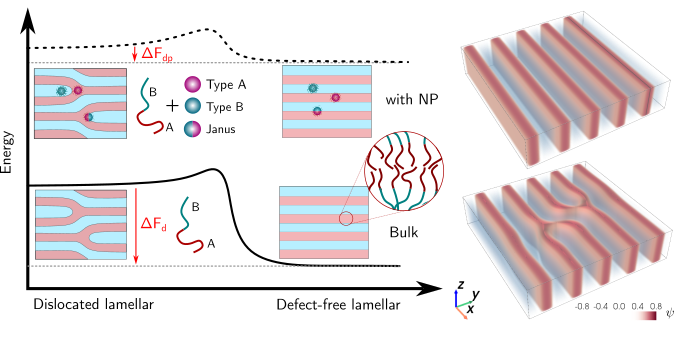 Energy
ΔF_dp
B
A
+
Type A
Type B
Janus
with NP
ΔF_d
B
A
Bulk
Dislocated lamellar
Defect-free lamellar
z
y
x
-0.8 -0.4 0.0 0.4 0.8
ψ